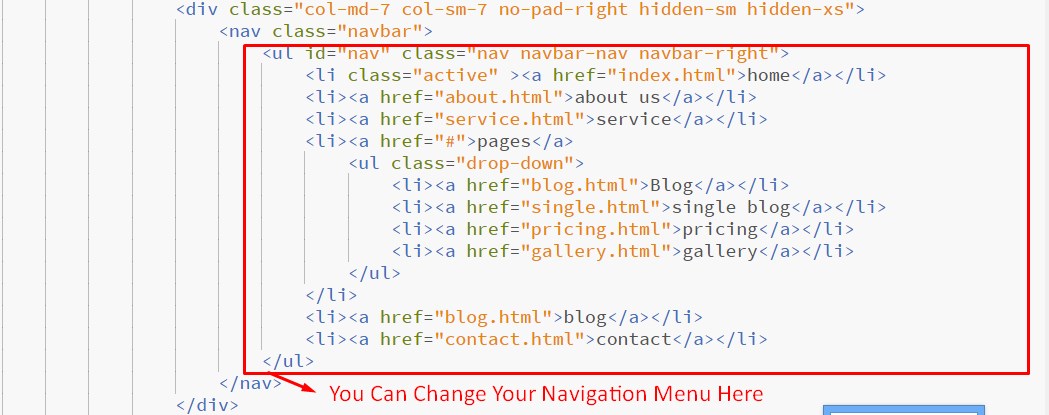 <div class="col-md-7 col-sm-7 no-pad-right hidden-sm hidden-xs">
<nav class="navbar">
<ul id="nav" class="nav navbar-nav navbar-right">
<li class="active" ><a href="index.html">home</a></li>
<li><a href="about.html">about us</a></li>
<li><a href="service.html">service</a></li>
<li><a href="#">pages</a>
<ul class="drop-down">
<li><a href="blog.html">Blog</a></li>
<li><a href="single.html">single blog</a></li>
<li><a href="pricing.html">pricing</a></li>
<li><a href="gallery.html">gallery</a></li>
</ul>
</li>
<li><a href="blog.html">blog</a></li>
<li><a href="contact.html">contact</a></li>
</ul>
</nav>
You Can Change Your Navigation Menu Here
</div>